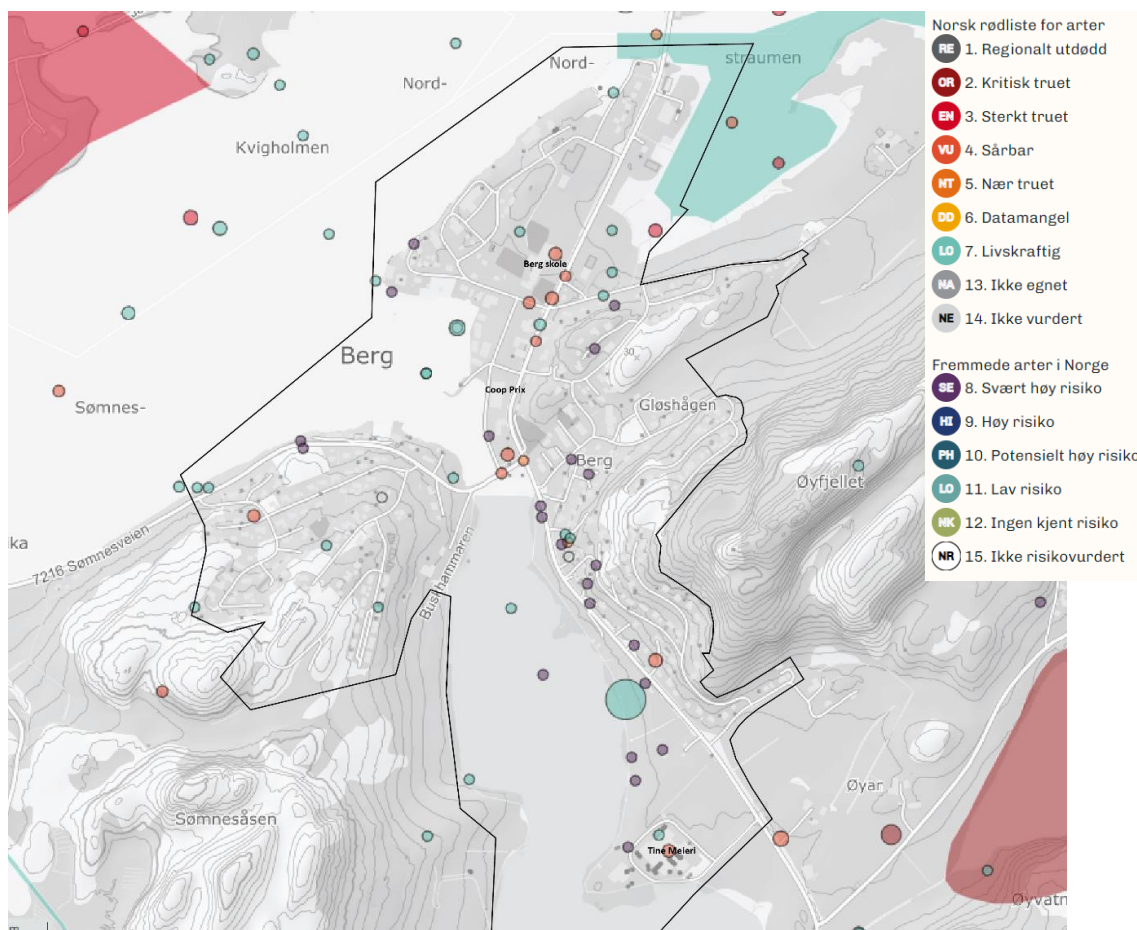 Norsk rødliste for arter
RE 1. Regionalt utdødd
OR 2. Kritisk truet
EN 3. Sterkt truet
VU 4. Sårbar
NT 5. Nær truet
DD 6. Datamangel
LO 7. Livskraftig
NA 13. Ikke egnet
NE 14. Ikke vurdert
Fremmede arter i Norge
SE 8. Svært høy risiko
HI 9. Høy risiko
PH 10. Potensielt høy risiko
LO 11. Lav risiko
NK 12. Ingen kjent risiko
NR 15. Ikke risikovurdert
Nord-
straumen
Nord-
Kvigholmen
Berg skole
30
Berg
Coop Prix
Sømnes-
Gløshågen
Berg
Øyfjellet
ika
7216 Sømnesveien
Buskhammaren
Øyar
Sømnesåsen
Tine Meieri
Øyvatn
m